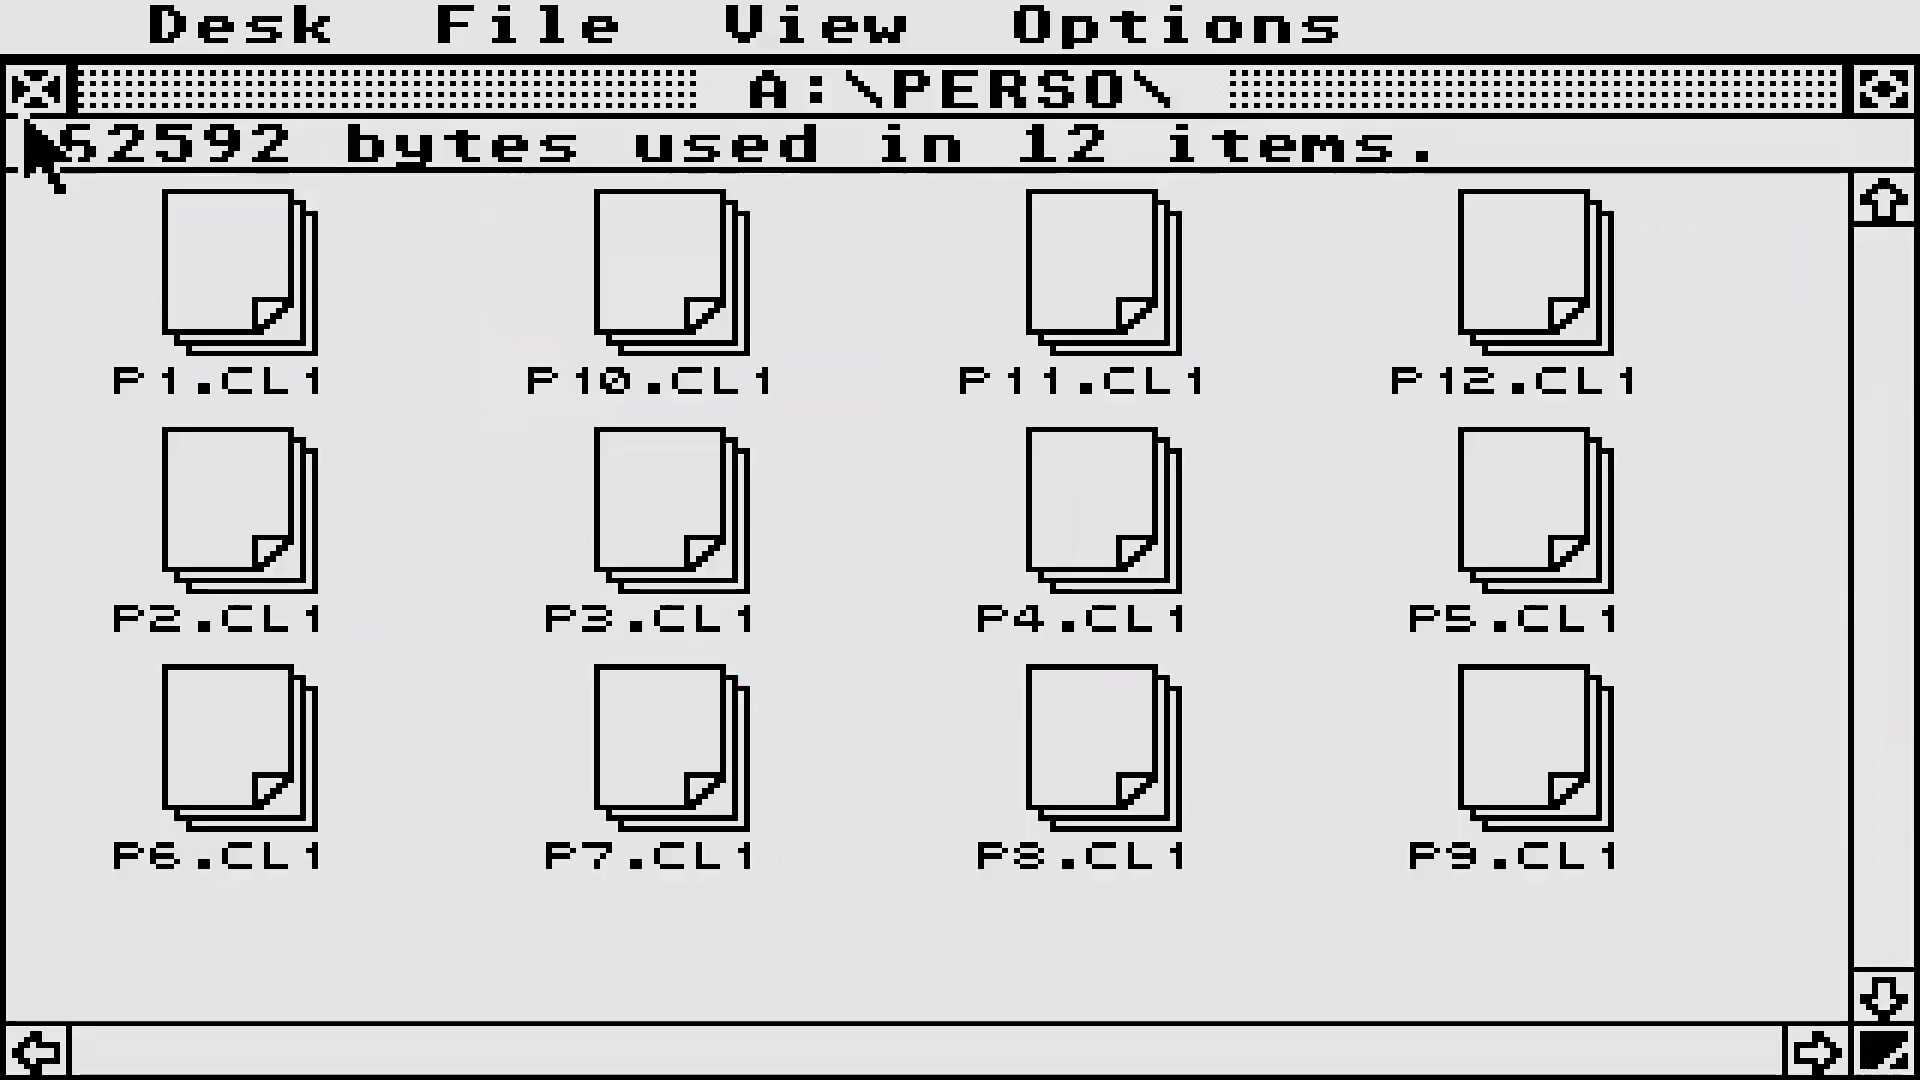 Desk File View Options
A:\PERSO\
62592 bytes used in 12 items.
P1.CL1 P10.CL1 P11.CL1 P12.CL1
P2.CL1 P3.CL1 P4.CL1 P5.CL1
P6.CL1 P7.CL1 P8.CL1 P9.CL1